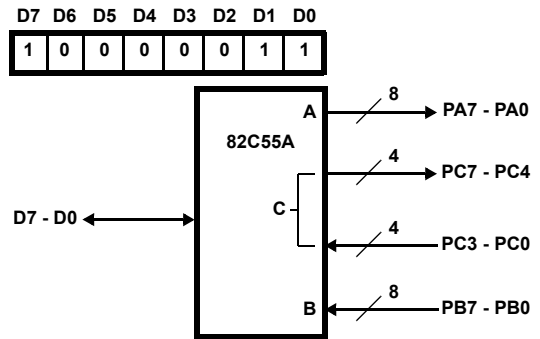 D7 D6 D5 D4 D3 D2 D1 D0
1 0 0 0 0 0 1 1
8
A
PA7 - PA0
82C55A
4
PC7 - PC4
C
D7 - D0
4
PC3 - PC0
8
B
PB7 - PB0